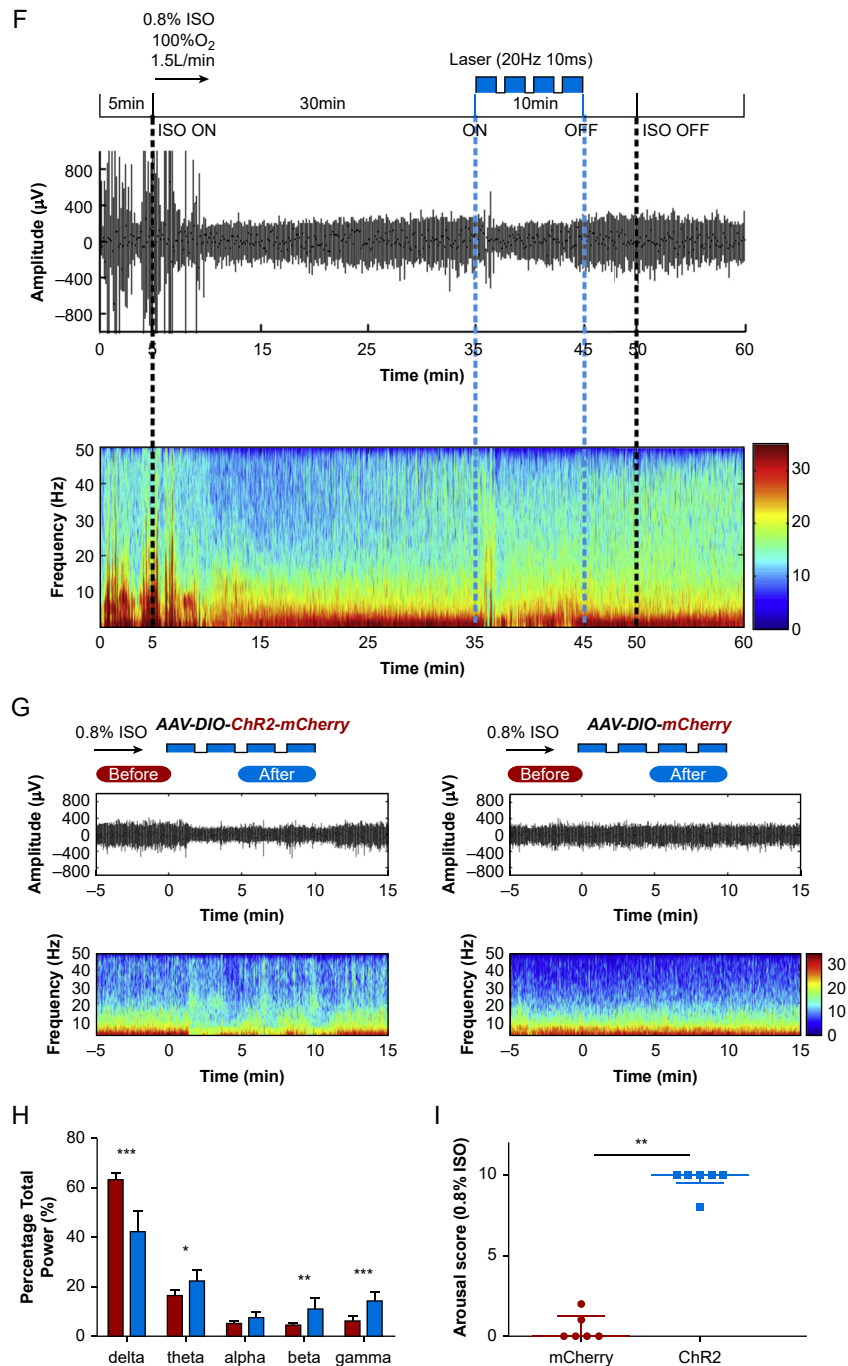 F
0.8% ISO
100%O₂
1.5L/min
Laser (20Hz 10ms)
5min
30min
10min
ISO ON
ON
OFF
ISO OFF
Amplitude (µV)
800
400
0
–400
–800
0 5 15 25 35 45 50 60
Time (min)
Frequency (Hz)
50
40
30
20
10
0 5 15 25 35 45 50 60
Time (min)
30
20
10
0
G
0.8% ISO
AAV-DIO-ChR2-mCherry
Before
After
Amplitude (µV)
800
400
0
–400
–800
–5 0 5 10 15
Time (min)
Frequency (Hz)
50
40
30
20
10
–5 0 5 10 15
Time (min)
0.8% ISO
AAV-DIO-mCherry
Before
After
Amplitude (µV)
800
400
0
–400
–800
–5 0 5 10 15
Time (min)
Frequency (Hz)
50
40
30
20
10
–5 0 5 10 15
Time (min)
30
20
10
0
H
Percentage Total
Power (%)
80
60
40
20
0
***
*
**
***
delta theta alpha beta gamma
I
Arousal score (0.8% ISO)
10
5
0
**
mCherry ChR2